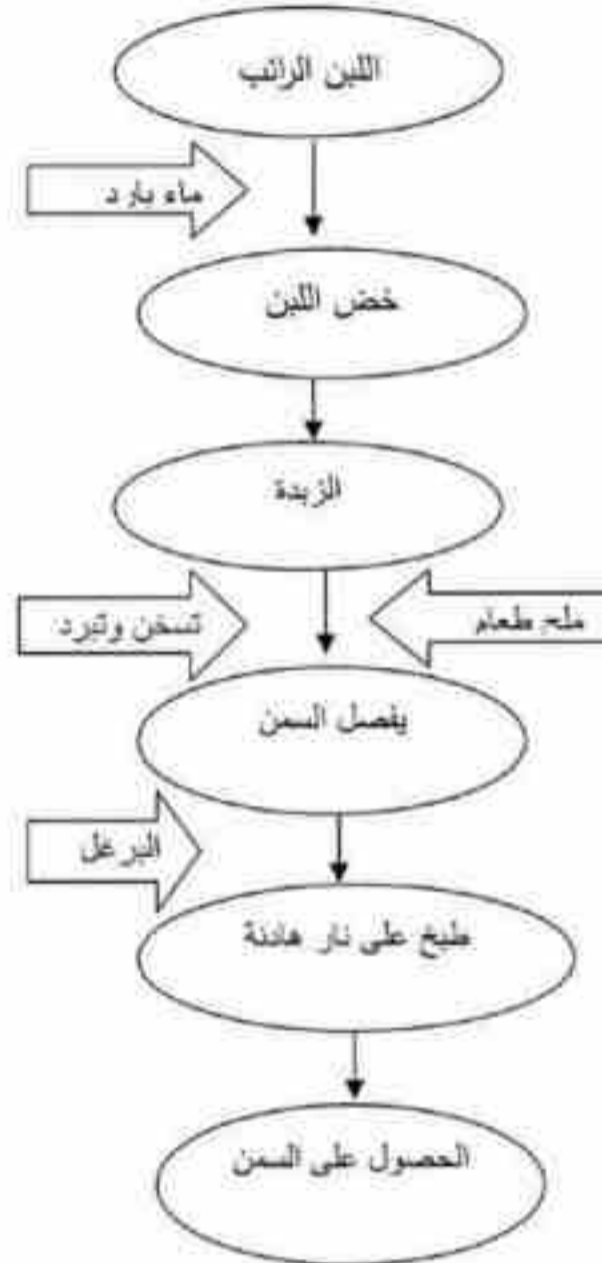 اللبن الرائب
ماء بارد
خض اللبن
الزبدة
ملح طعام
تسخن وتبرد
يفصل السمن
البرغل
طبخ على نار هادئة
الحصول على السمن